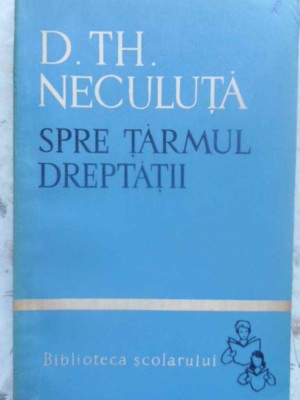 D. TH.
NECULUȚĂ
SPRE ȚĂRMUL
DREPTĂȚII
Biblioteca școlarului